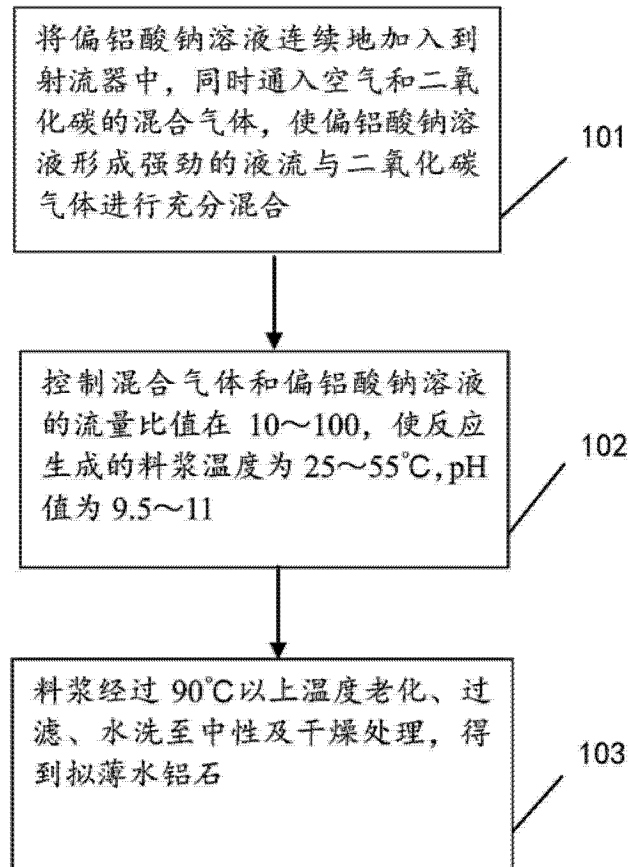 将偏铝酸钠溶液连续地加入到
射流器中，同时通入空气和二氧
化碳的混合气体，使偏铝酸钠溶
液形成强劲的液流与二氧化碳
气体进行充分混合
101
控制混合气体和偏铝酸钠溶液
的流量比值在 10～100，使反应
生成的料浆温度为 25～55℃,pH
值为 9.5～11
102
料浆经过 90℃以上温度老化、过
滤、水洗至中性及干燥处理，得
到拟薄水铝石
103